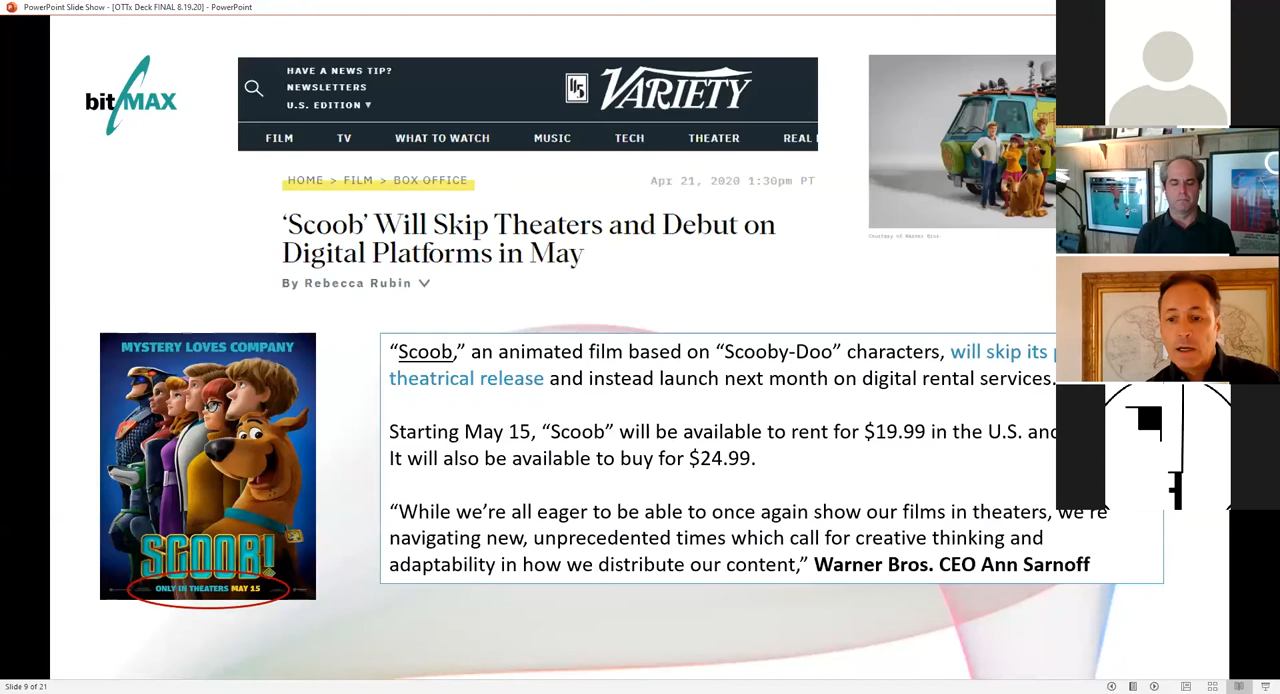 PowerPoint Slide Show - [OTTx Deck FINAL 8.19.20] - PowerPoint
bitMAX
HAVE A NEWS TIP?
NEWSLETTERS
U.S. EDITION ▼
VARIETY
FILM TV WHAT TO WATCH MUSIC TECH THEATER REAL
HOME > FILM > BOX OFFICE
Apr 21, 2020 1:30pm PT
‘Scoob’ Will Skip Theaters and Debut on
Digital Platforms in May
By Rebecca Rubin
Courtesy of Warner Bros.
MYSTERY LOVES COMPANY
SCOOB!
ONLY IN THEATERS MAY 15
“Scoob,” an animated film based on “Scooby-Doo” characters, will skip its
theatrical release and instead launch next month on digital rental services.
Starting May 15, “Scoob” will be available to rent for $19.99 in the U.S. and
It will also be available to buy for $24.99.
“While we’re all eager to be able to once again show our films in theaters, we’re
navigating new, unprecedented times which call for creative thinking and
adaptability in how we distribute our content,” Warner Bros. CEO Ann Sarnoff
Slide 9 of 21